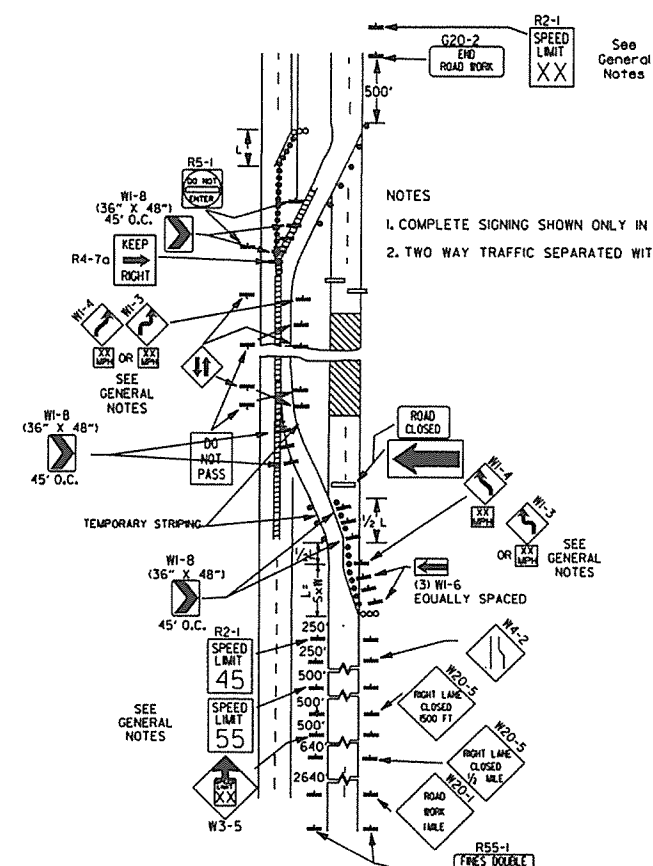 R2-1
SPEED
LIMIT
XX
See
General
Notes
G20-2
END
ROAD WORK
500'
L
R5-1
DO NOT
ENTER
W1-8
(36" X 48")
45' O.C.
KEEP
RIGHT
R4-7a
NOTES
1. COMPLETE SIGNING SHOWN ONLY IN
2. TWO WAY TRAFFIC SEPARATED WIT
W1-4
W1-3
XX
MPH
OR
XX
MPH
SEE
GENERAL
NOTES
W1-8
(36" X 48")
45' O.C.
DO
NOT
PASS
ROAD
CLOSED
TEMPORARY STRIPING
W1-4
XX
MPH
W1-3
OR
XX
MPH
SEE
GENERAL
NOTES
1/2 L
1/2 L
L=
SXW
W1-8
(36" X 48")
45' O.C.
(3) W1-6
EQUALLY SPACED
R2-1
SPEED
LIMIT
45
250'
250'
500'
500'
500'
640'
2640'
W4-2
SEE
GENERAL
NOTES
SPEED
LIMIT
55
W20-5
RIGHT LANE
CLOSED
1500 FT
W20-5
RIGHT LANE
CLOSED
1/2 MILE
XX
W3-5
W20-1
ROAD
WORK
1 MILE
R55-1
FINES DOUBLE